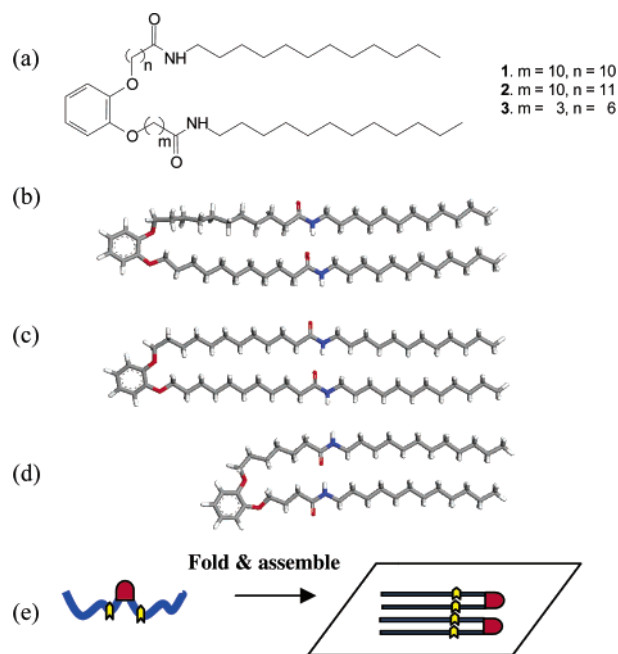 (a)
O
n
NH
O
O
m
NH
O
1. m = 10, n = 10
2. m = 10, n = 11
3. m = 3, n = 6
(b)
(c)
(d)
Fold & assemble
(e)